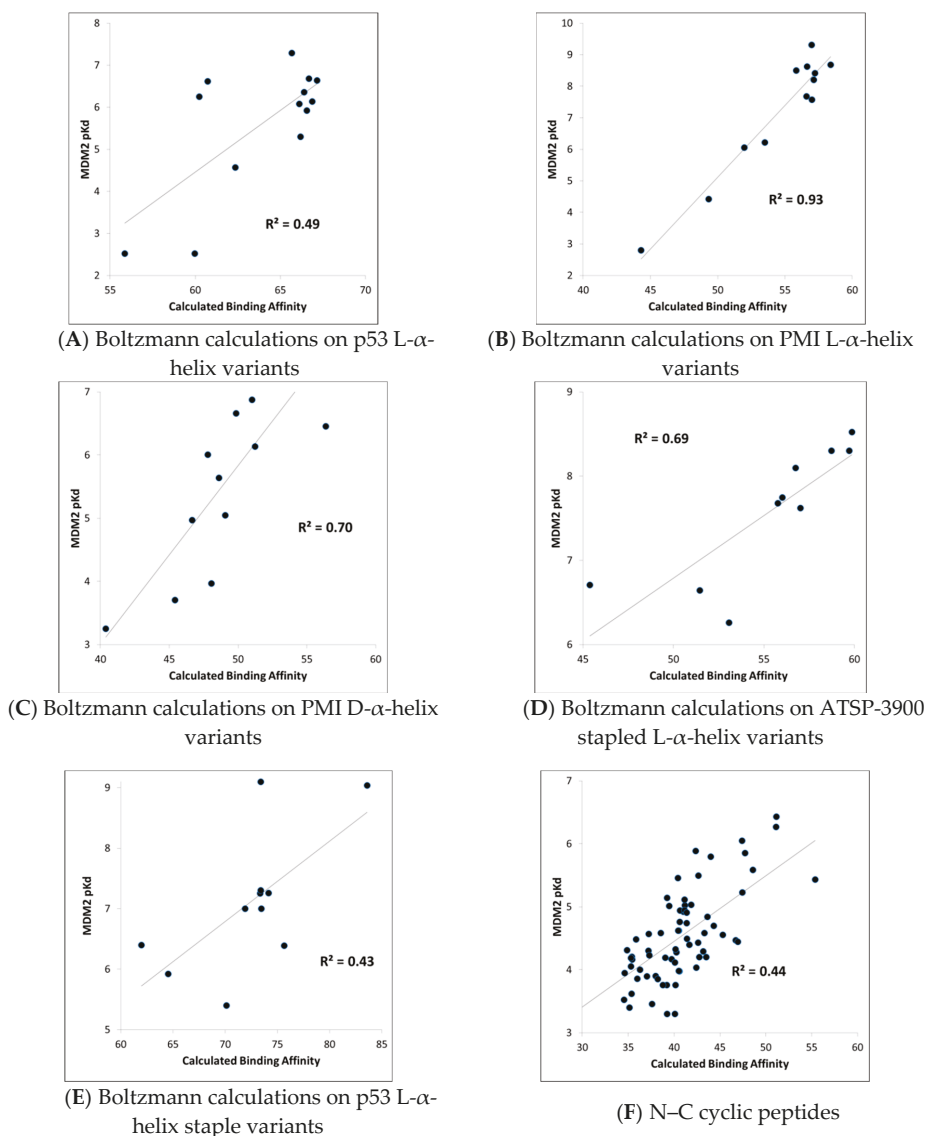 8
7
6
5
4
3
2
MDM2 pKd
R² = 0.49
55 60 65 70
Calculated Binding Affinity
(A) Boltzmann calculations on p53 L-α-
helix variants
10
9
8
7
6
5
4
3
2
MDM2 pKd
R² = 0.93
40 45 50 55 60
Calculated Binding Affinity
(B) Boltzmann calculations on PMI L-α-helix
variants
7
6
5
4
3
MDM2 pKd
R² = 0.70
40 45 50 55 60
Calculated Binding Affinity
(C) Boltzmann calculations on PMI D-α-helix
variants
9
8
7
6
MDM2 pKd
R² = 0.69
45 50 55 60
Calculated Binding Affinity
(D) Boltzmann calculations on ATSP-3900
stapled L-α-helix variants
9
8
7
6
5
MDM2 pKd
R² = 0.43
60 65 70 75 80 85
Calculated Binding Affinity
(E) Boltzmann calculations on p53 L-α-
helix staple variants
7
6
5
4
3
MDM2 pKd
R² = 0.44
30 35 40 45 50 55 60
Calculated Binding Affinity
(F) N–C cyclic peptides